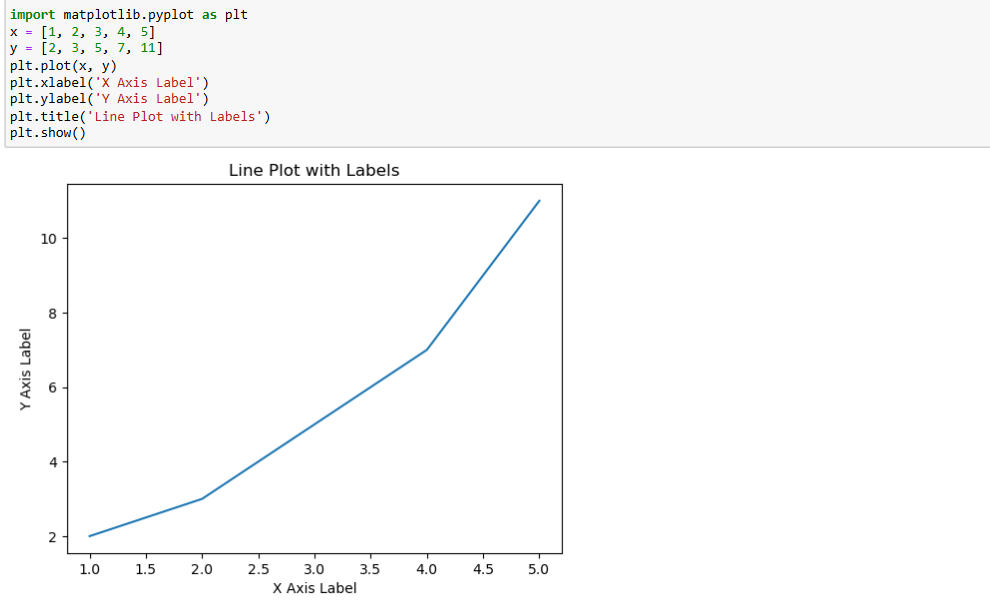 import matplotlib.pyplot as plt
x = [1, 2, 3, 4, 5]
y = [2, 3, 5, 7, 11]
plt.plot(x, y)
plt.xlabel('X Axis Label')
plt.ylabel('Y Axis Label')
plt.title('Line Plot with Labels')
plt.show()
Line Plot with Labels
Y Axis Label
10
8
6
4
2
1.0 1.5 2.0 2.5 3.0 3.5 4.0 4.5 5.0
X Axis Label